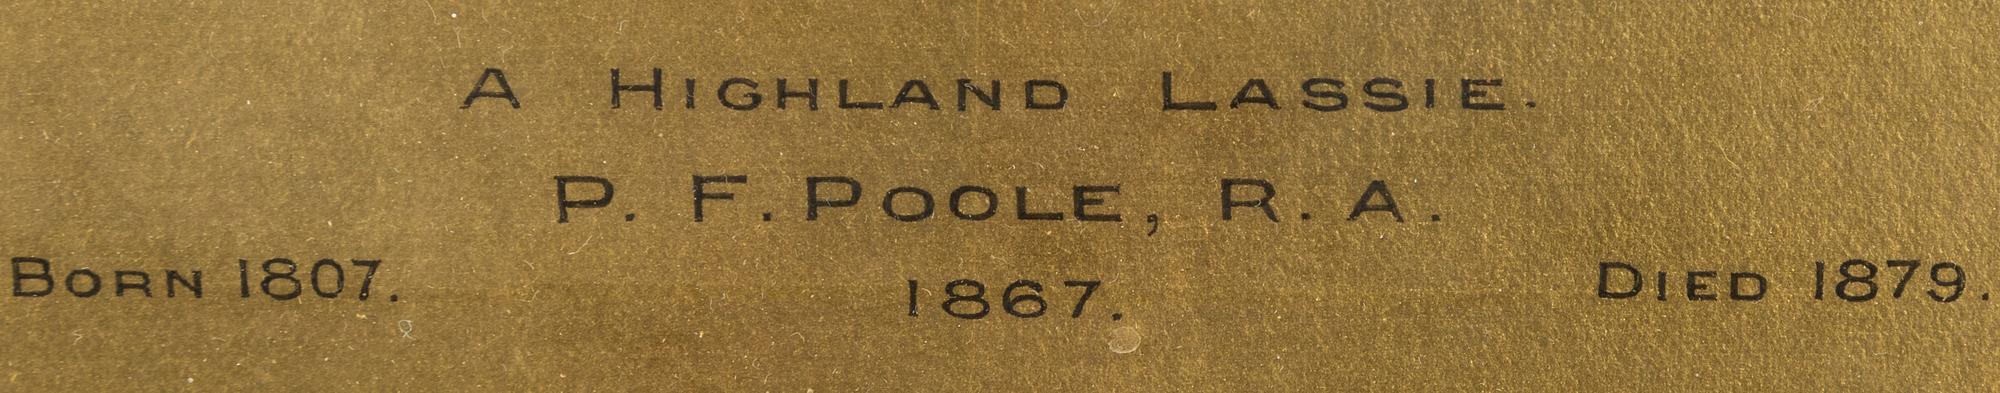 A HIGHLAND LASSIE.
P. F. POOLE, R. A.
BORN 1807.
1867.
DIED 1879.